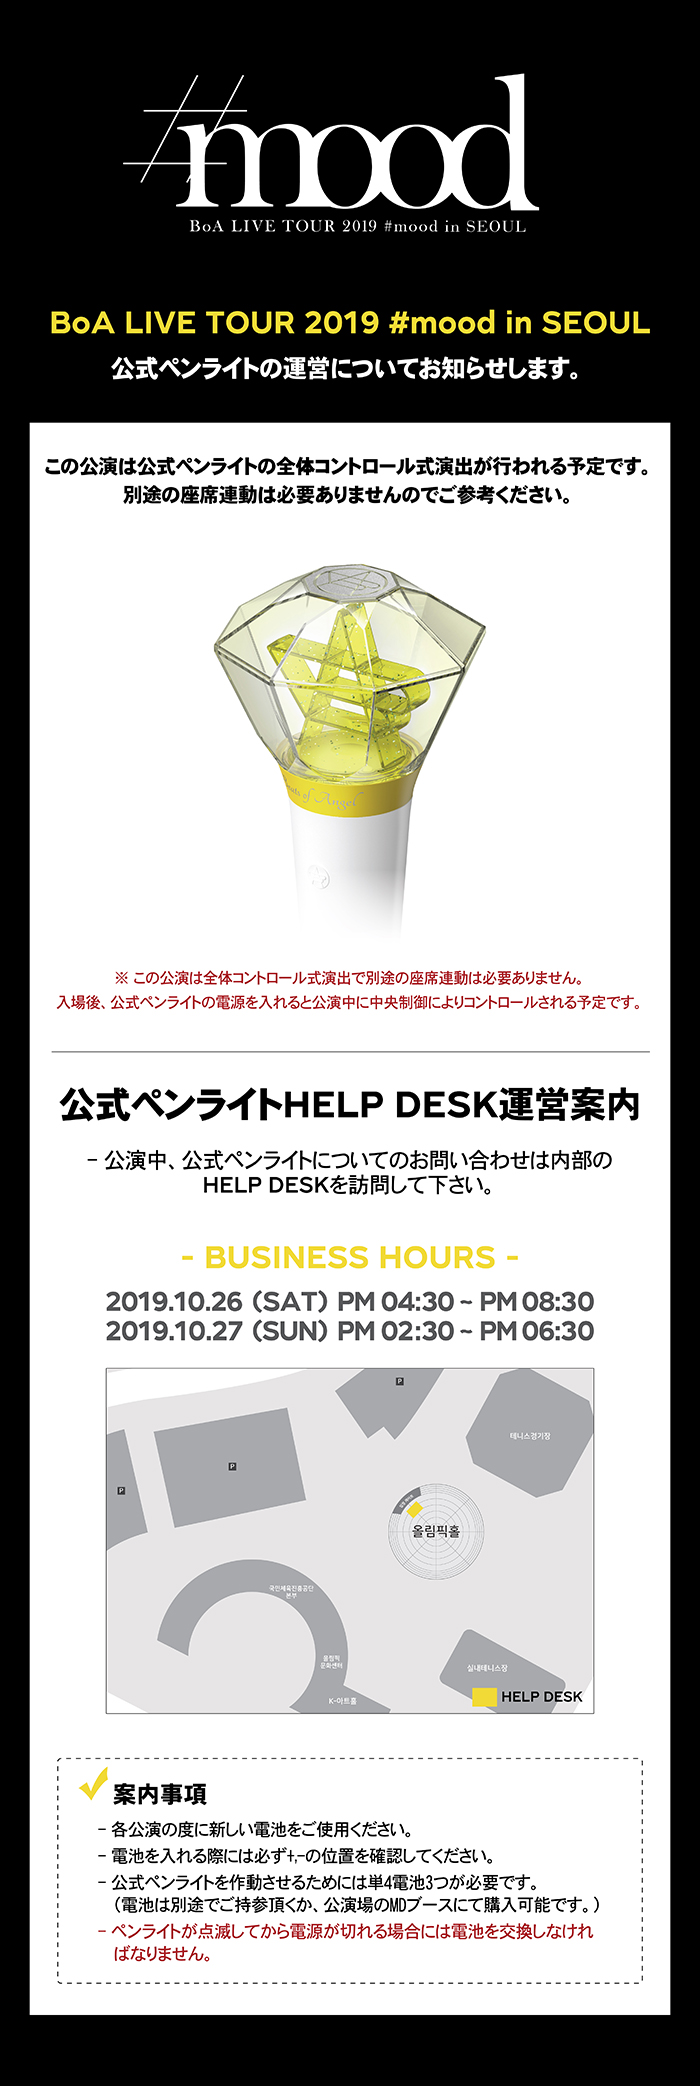 #mood
BoA LIVE TOUR 2019 #mood in SEOUL
BoA LIVE TOUR 2019 #mood in SEOUL
公式ペンライトの運営についてお知らせします。
この公演は公式ペンライトの全体コントロール式演出が行われる予定です。
別途の座席連動は必要ありませんのでご参考ください。
of Angel
※ この公演は全体コントロール式演出で別途の座席連動は必要ありません。
入場後、公式ペンライトの電源を入れると公演中に中央制御によりコントロールされる予定です。
公式ペンライトHELP DESK運営案内
- 公演中、公式ペンライトについてのお問い合わせは内部の
HELP DESKを訪問して下さい。
- BUSINESS HOURS -
2019.10.26 (SAT) PM 04:30 ~ PM 08:30
2019.10.27 (SUN) PM 02:30 ~ PM 06:30
P
테니스경기장
P
P
올림픽홀
국민체육진흥공단
본부
올림픽
문화센터
실내테니스장
K-아트홀
HELP DESK
案内事項
- 各公演の度に新しい電池をご使用ください。
- 電池を入れる際には必ず+,-の位置を確認してください。
- 公式ペンライトを作動させるためには単4電池3つが必要です。
（電池は別途でご持参頂くか、公演場のMDブースにて購入可能です。）
- ペンライトが点滅してから電源が切れる場合には電池を交換しなけれ
ばなりません。